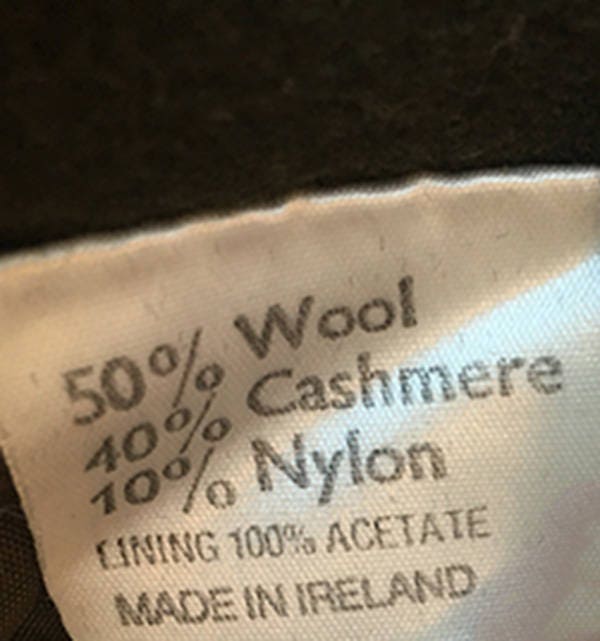 50% Wool
40% Cashmere
10% Nylon
LINING 100% ACETATE
MADE IN IRELAND